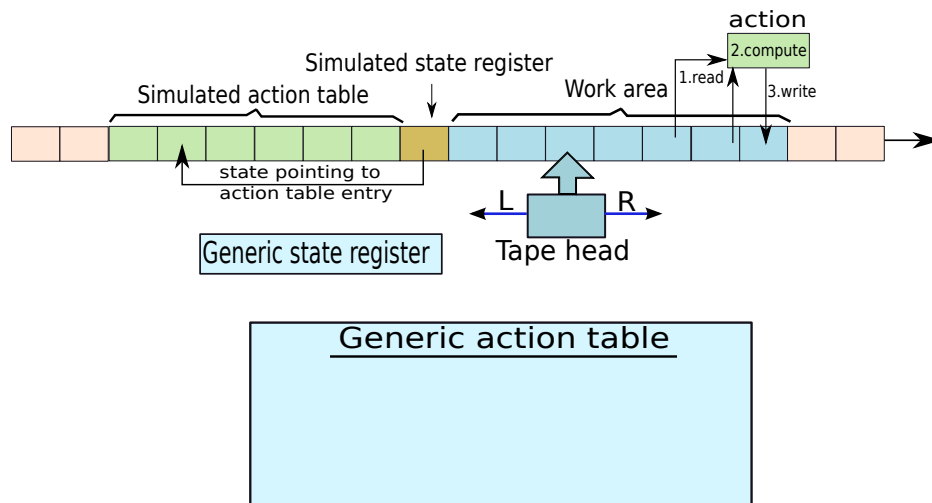 action
2.compute
Simulated state register
1.read
Simulated action table
Work area
3.write
state pointing to
action table entry
L
R
Tape head
Generic state register
Generic action table